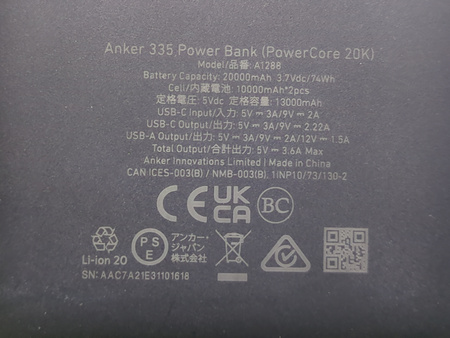 Anker 335 Power Bank (PowerCore 20K)
Model/品番: A1288
Battery Capacity: 20000mAh 3.7Vdc/74Wh
Cell/内蔵電池: 10000mAh*2pcs
定格電圧: 5Vdc 定格容量: 13000mAh
USB-C Input/入力: 5V ⎓ 3A/9V ⎓ 2A
USB-C Output/出力: 5V ⎓ 3A/9V ⎓ 2.22A
USB-A Output/出力: 5V ⎓ 3A/9V ⎓ 2A/12V ⎓ 1.5A
Total Output/合計出力: 5V ⎓ 3.6A Max
Anker Innovations Limited | Made in China
CAN ICES-003(B) / NMB-003(B), 1INP10/73/130-2
CE UK CA BC
Li-ion 20
PSE
アンカー・
ジャパン
株式会社
SN: AAC7A21E31101618